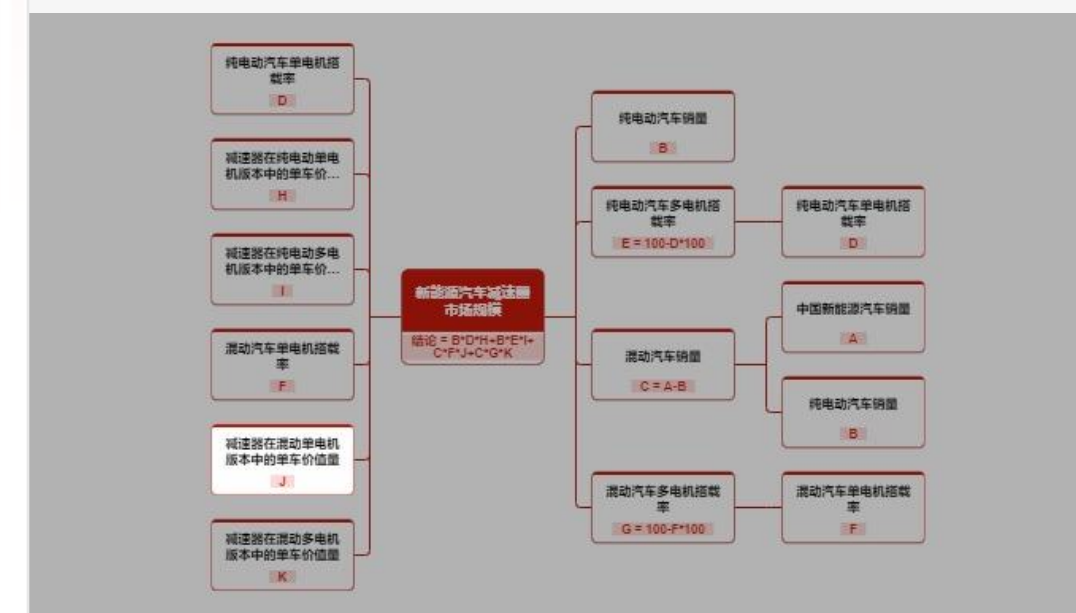 纯电动汽车单电机搭
载率
D
减速器在纯电动单电
机版本中的单车价...
H
减速器在纯电动多电
机版本中的单车价...
I
混动汽车单电机搭载
率
F
减速器在混动单电机
版本中的单车价值量
J
减速器在混动多电机
版本中的单车价值量
K
新能源汽车减速器
市场规模
结论 = B*D*H+B*E*I+
C*F*J+C*G*K
纯电动汽车销量
B
纯电动汽车多电机搭
载率
E = 100-D*100
纯电动汽车单电机搭
载率
D
混动汽车销量
C = A-B
中国新能源汽车销量
A
纯电动汽车销量
B
混动汽车多电机搭载
率
G = 100-F*100
混动汽车单电机搭载
率
F